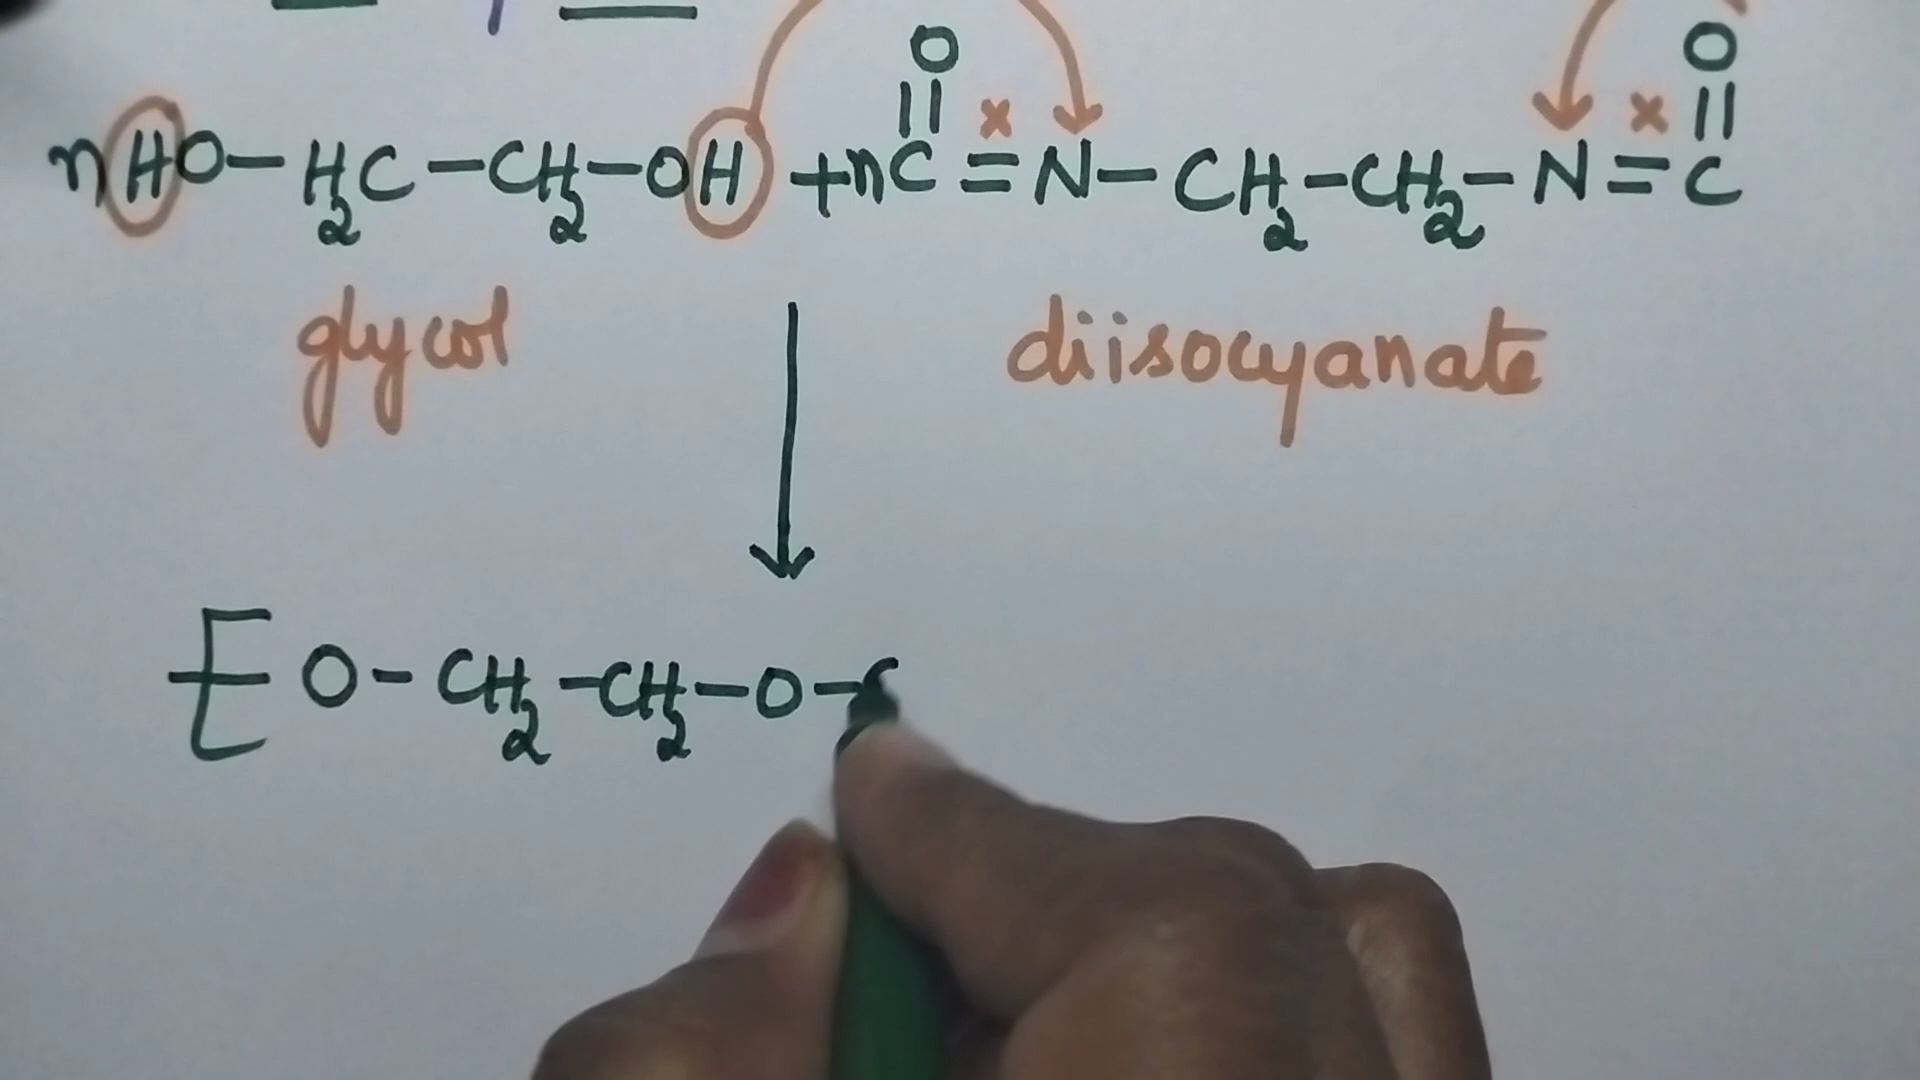 O O
|| ||
nHO-H₂C-CH₂-OH +nC=N-CH₂-CH₂-N=C
glycol diisocyanate
[O-CH₂-CH₂-O-C